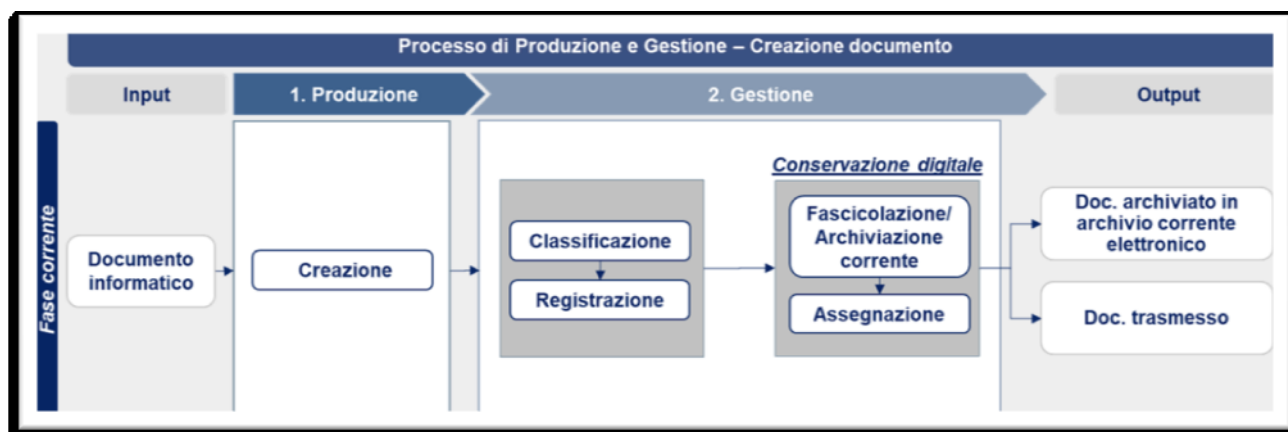 Processo di Produzione e Gestione – Creazione documento
Input
1. Produzione
2. Gestione
Output
Fase corrente
Documento
informatico
Creazione
Classificazione
Registrazione
Conservazione digitale
Fascicolazione/
Archiviazione
corrente
Assegnazione
Doc. archiviato in
archivio corrente
elettronico
Doc. trasmesso